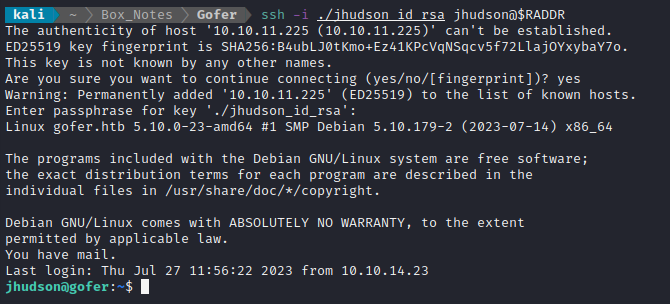 kali ~ Box_Notes Gofer ssh -i ./jhudson_id_rsa jhudson@$RADDR
The authenticity of host '10.10.11.225 (10.10.11.225)' can't be established.
ED25519 key fingerprint is SHA256:B4ubLJ0tKmo+Ez41KPcVqNSqcv5f72LlajOYxybaY7o.
This key is not known by any other names.
Are you sure you want to continue connecting (yes/no/[fingerprint])? yes
Warning: Permanently added '10.10.11.225' (ED25519) to the list of known hosts.
Enter passphrase for key './jhudson_id_rsa':
Linux gofer.htb 5.10.0-23-amd64 #1 SMP Debian 5.10.179-2 (2023-07-14) x86_64
The programs included with the Debian GNU/Linux system are free software;
the exact distribution terms for each program are described in the
individual files in /usr/share/doc/*/copyright.
Debian GNU/Linux comes with ABSOLUTELY NO WARRANTY, to the extent
permitted by applicable law.
You have mail.
Last login: Thu Jul 27 11:56:22 2023 from 10.10.14.23
jhudson@gofer:~$